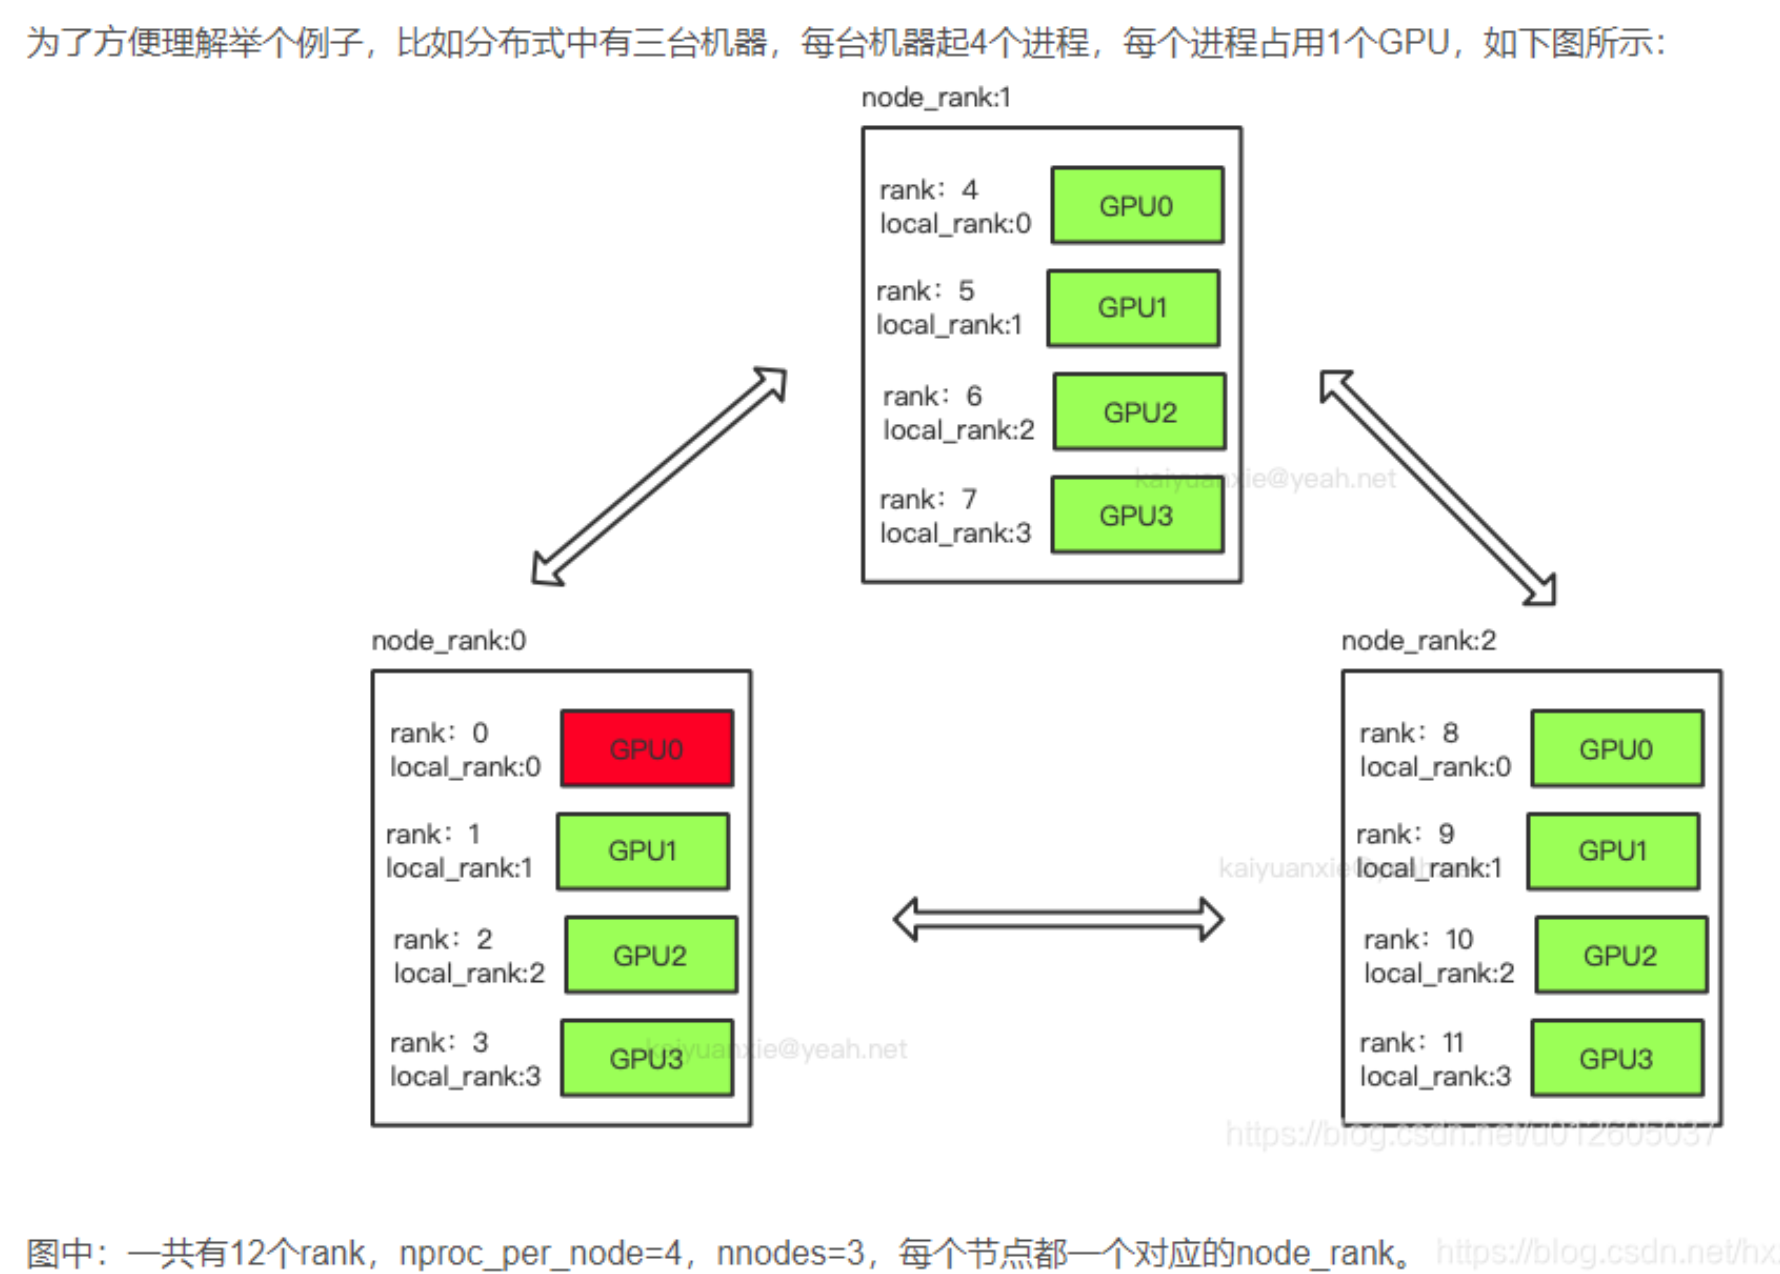 为了方便理解举个例子，比如分布式中有三台机器，每台机器起4个进程，每个进程占用1个GPU，如下图所示：
node_rank:1
rank：4
local_rank:0
GPU0
rank：5
local_rank:1
GPU1
rank：6
local_rank:2
GPU2
kaiyuanxie@yeah.net
rank：7
local_rank:3
GPU3
node_rank:0
rank：0
local_rank:0
GPU0
rank：1
local_rank:1
GPU1
rank：2
local_rank:2
GPU2
rank：3
local_rank:3
GPU3
kaiyuanxie@yeah.net
node_rank:2
rank：8
local_rank:0
GPU0
rank：9
local_rank:1
GPU1
rank：10
local_rank:2
GPU2
rank：11
local_rank:3
GPU3
https://blog.csdn.net/u012605037
图中：一共有12个rank，nproc_per_node=4，nnodes=3，每个节点都一个对应的node_rank。
https://blog.csdn.net/hx